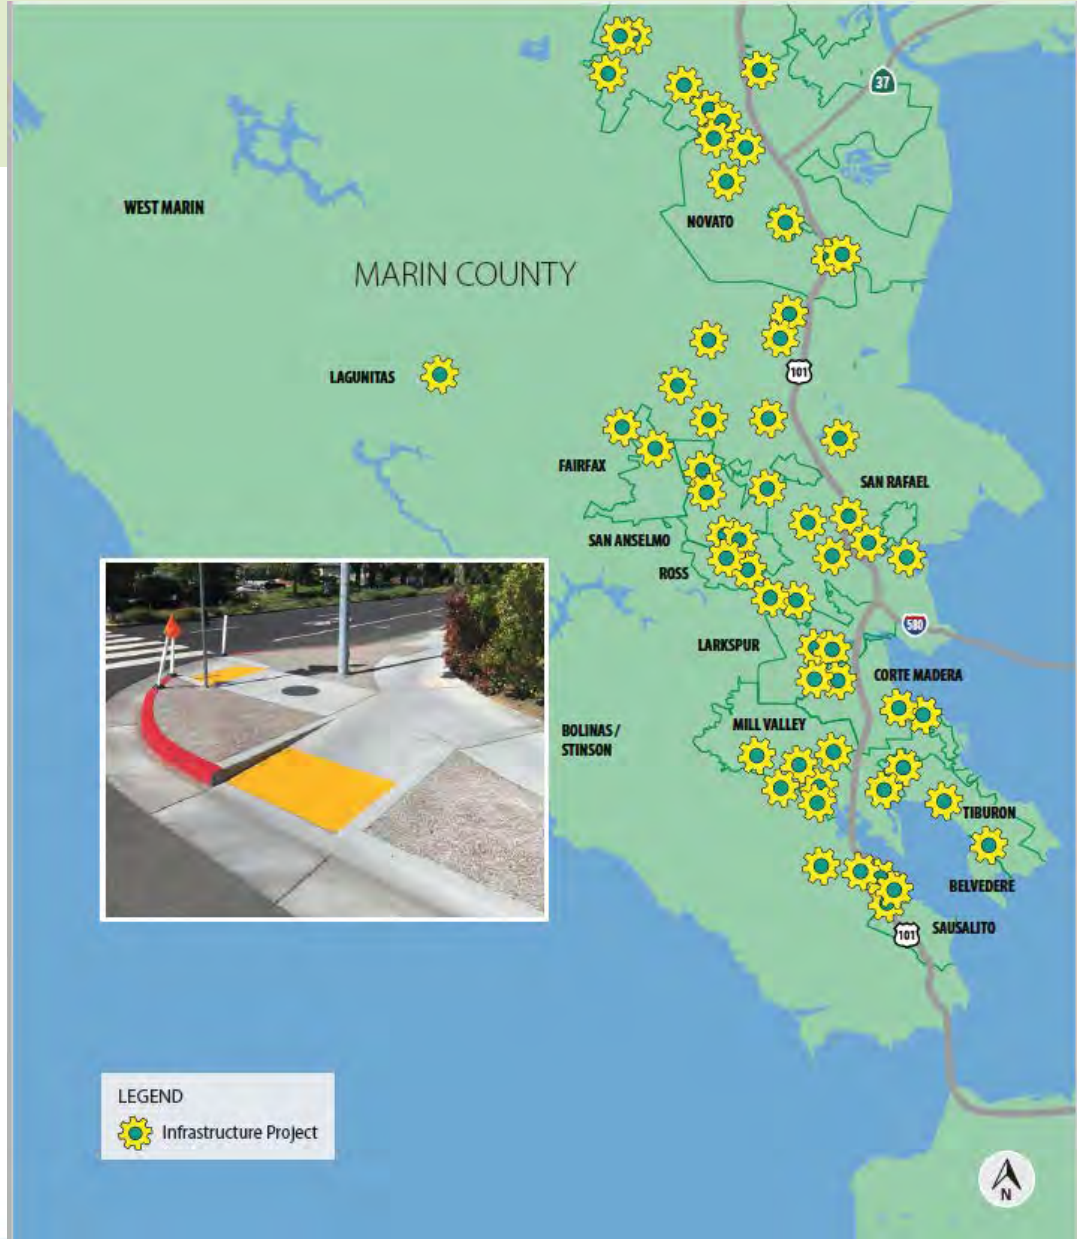 37
WEST MARIN
NOVATO
MARIN COUNTY
LAGUNITAS
101
FAIRFAX
SAN RAFAEL
SAN ANSELMO
ROSS
580
LARKSPUR
CORTE MADERA
MILL VALLEY
BOLINAS /
STINSON
TIBURON
BELVEDERE
SAUSALITO
101
LEGEND
Infrastructure Project
N